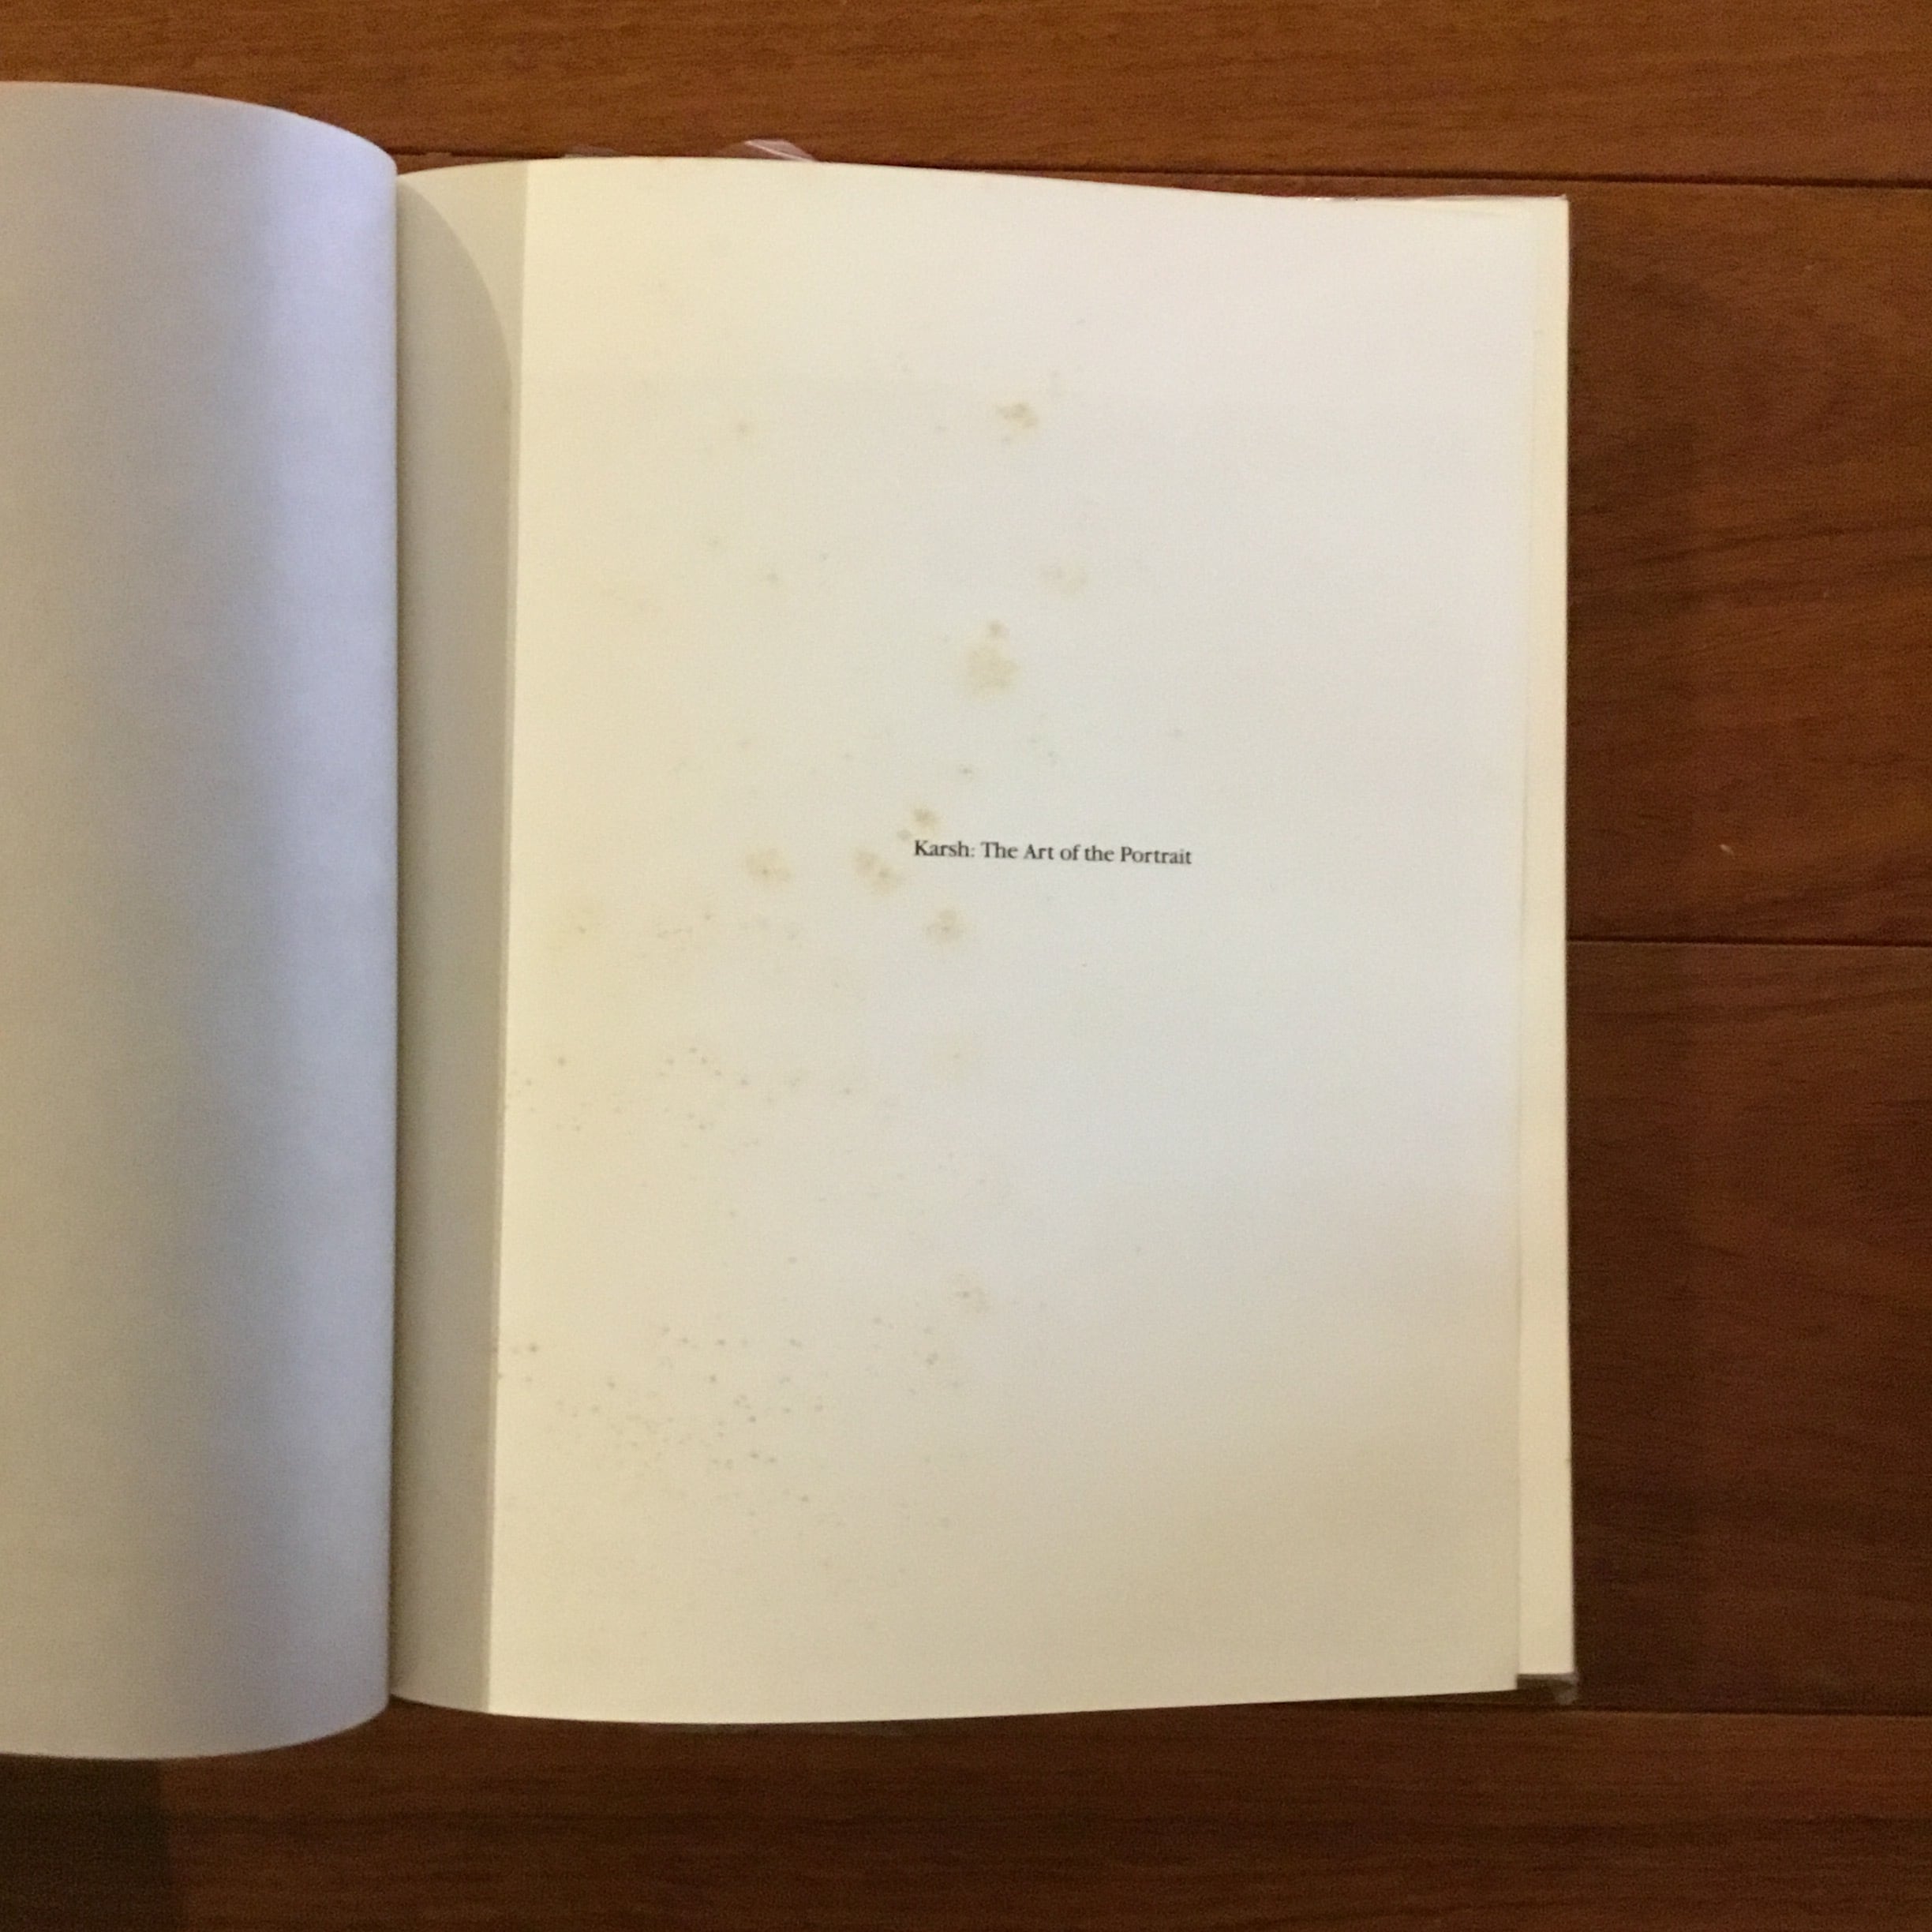 Karsh: The Art of the Portrait